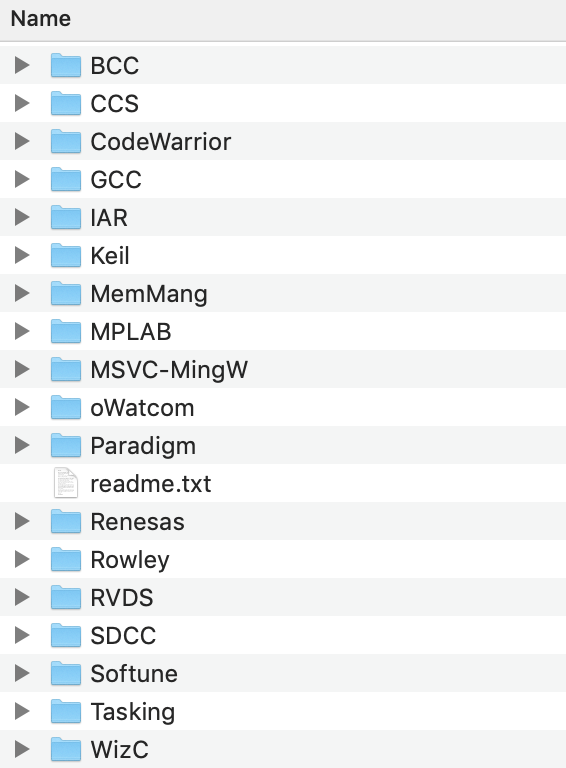 Name
BCC
CCS
CodeWarrior
GCC
IAR
Keil
MemMang
MPLAB
MSVC-MingW
oWatcom
Paradigm
readme.txt
Renesas
Rowley
RVDS
SDCC
Softune
Tasking
WizC